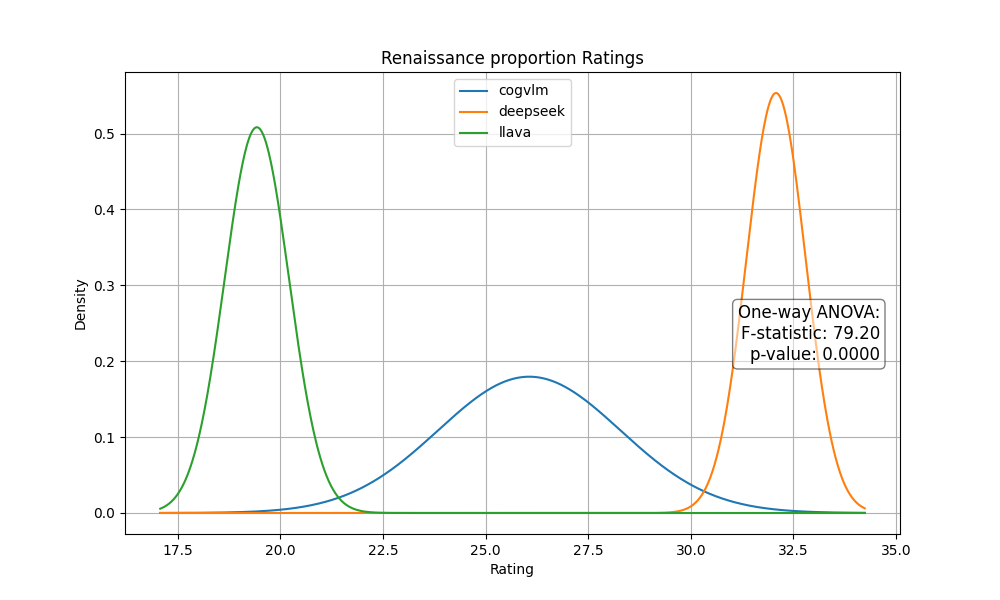 Renaissance proportion Ratings
cogvlm
deepseek
llava
One-way ANOVA:
F-statistic: 79.20
p-value: 0.0000
Density
0.5
0.4
0.3
0.2
0.1
0.0
17.5 20.0 22.5 25.0 27.5 30.0 32.5 35.0
Rating